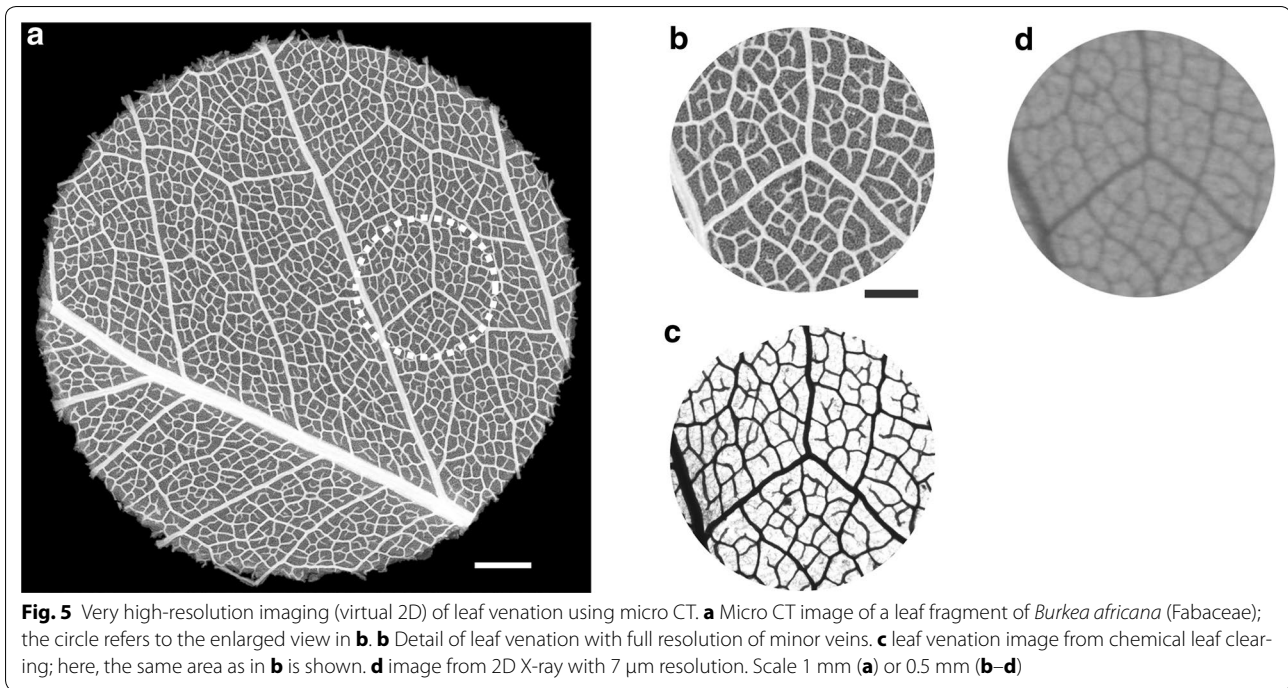 a
b
d
c
Fig. 5 Very high-resolution imaging (virtual 2D) of leaf venation using micro CT. a Micro CT image of a leaf fragment of Burkea africana (Fabaceae);
the circle refers to the enlarged view in b. b Detail of leaf venation with full resolution of minor veins. c leaf venation image from chemical leaf clear-
ing; here, the same area as in b is shown. d image from 2D X-ray with 7 µm resolution. Scale 1 mm (a) or 0.5 mm (b–d)